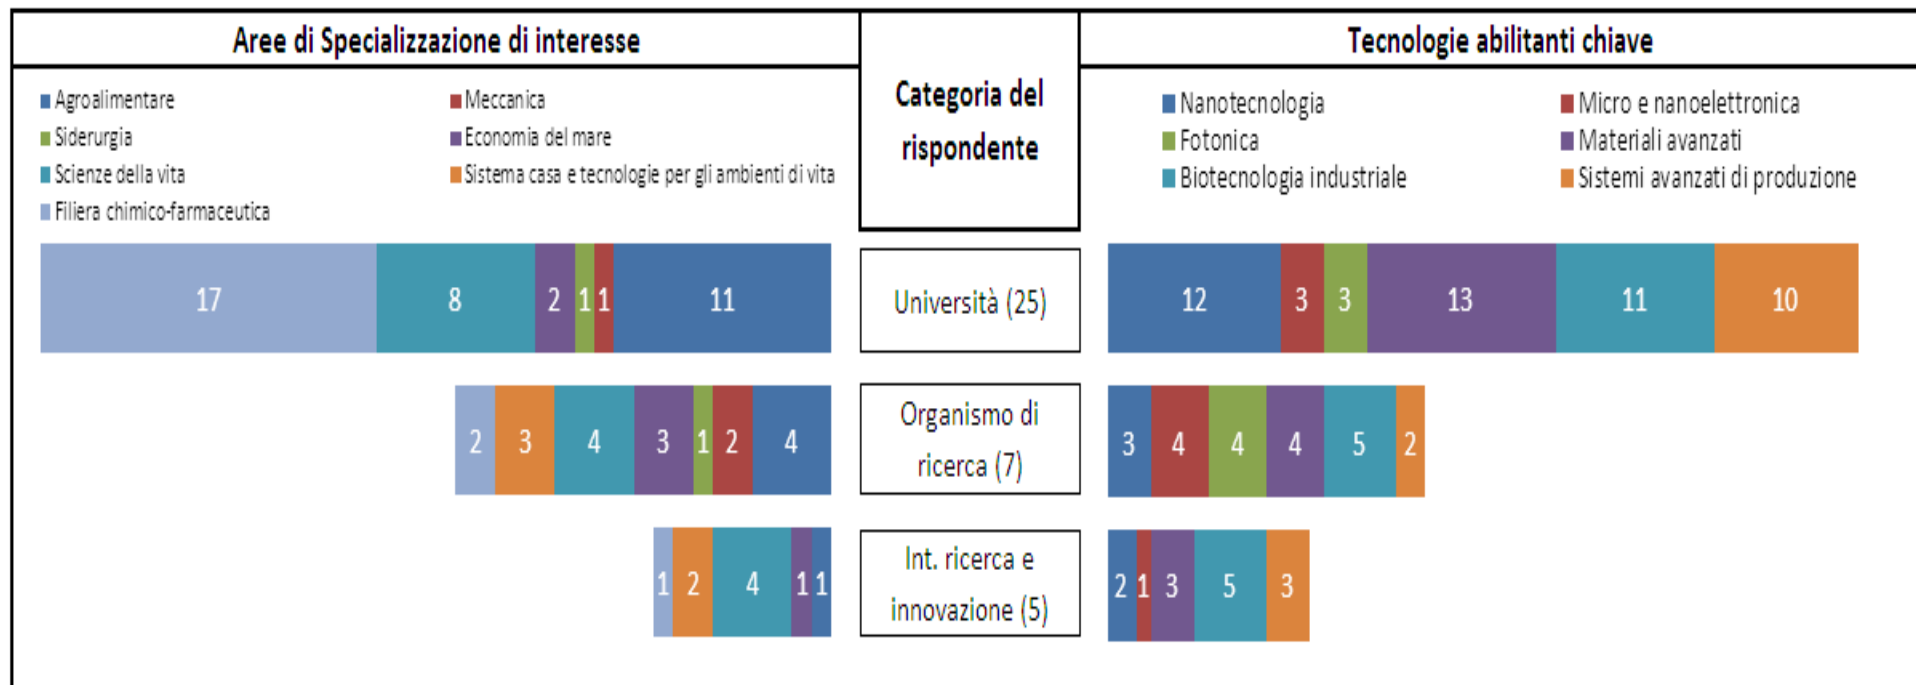 Aree di Specializzazione di interesse
Categoria del
rispondente
Tecnologie abilitanti chiave
Agroalimentare
Meccanica
Siderurgia
Economia del mare
Scienze della vita
Sistema casa e tecnologie per gli ambienti di vita
Filiera chimico-farmaceutica
Nanotecnologia
Micro e nanoelettronica
Fotonica
Materiali avanzati
Biotecnologia industriale
Sistemi avanzati di produzione
17 8 2 1 1 11
Università (25)
12 3 3 13 11 10
2 3 4 3 1 2 4
Organismo di
ricerca (7)
3 4 4 4 5 2
1 2 4 1 1
Int. ricerca e
innovazione (5)
2 1 3 5 3